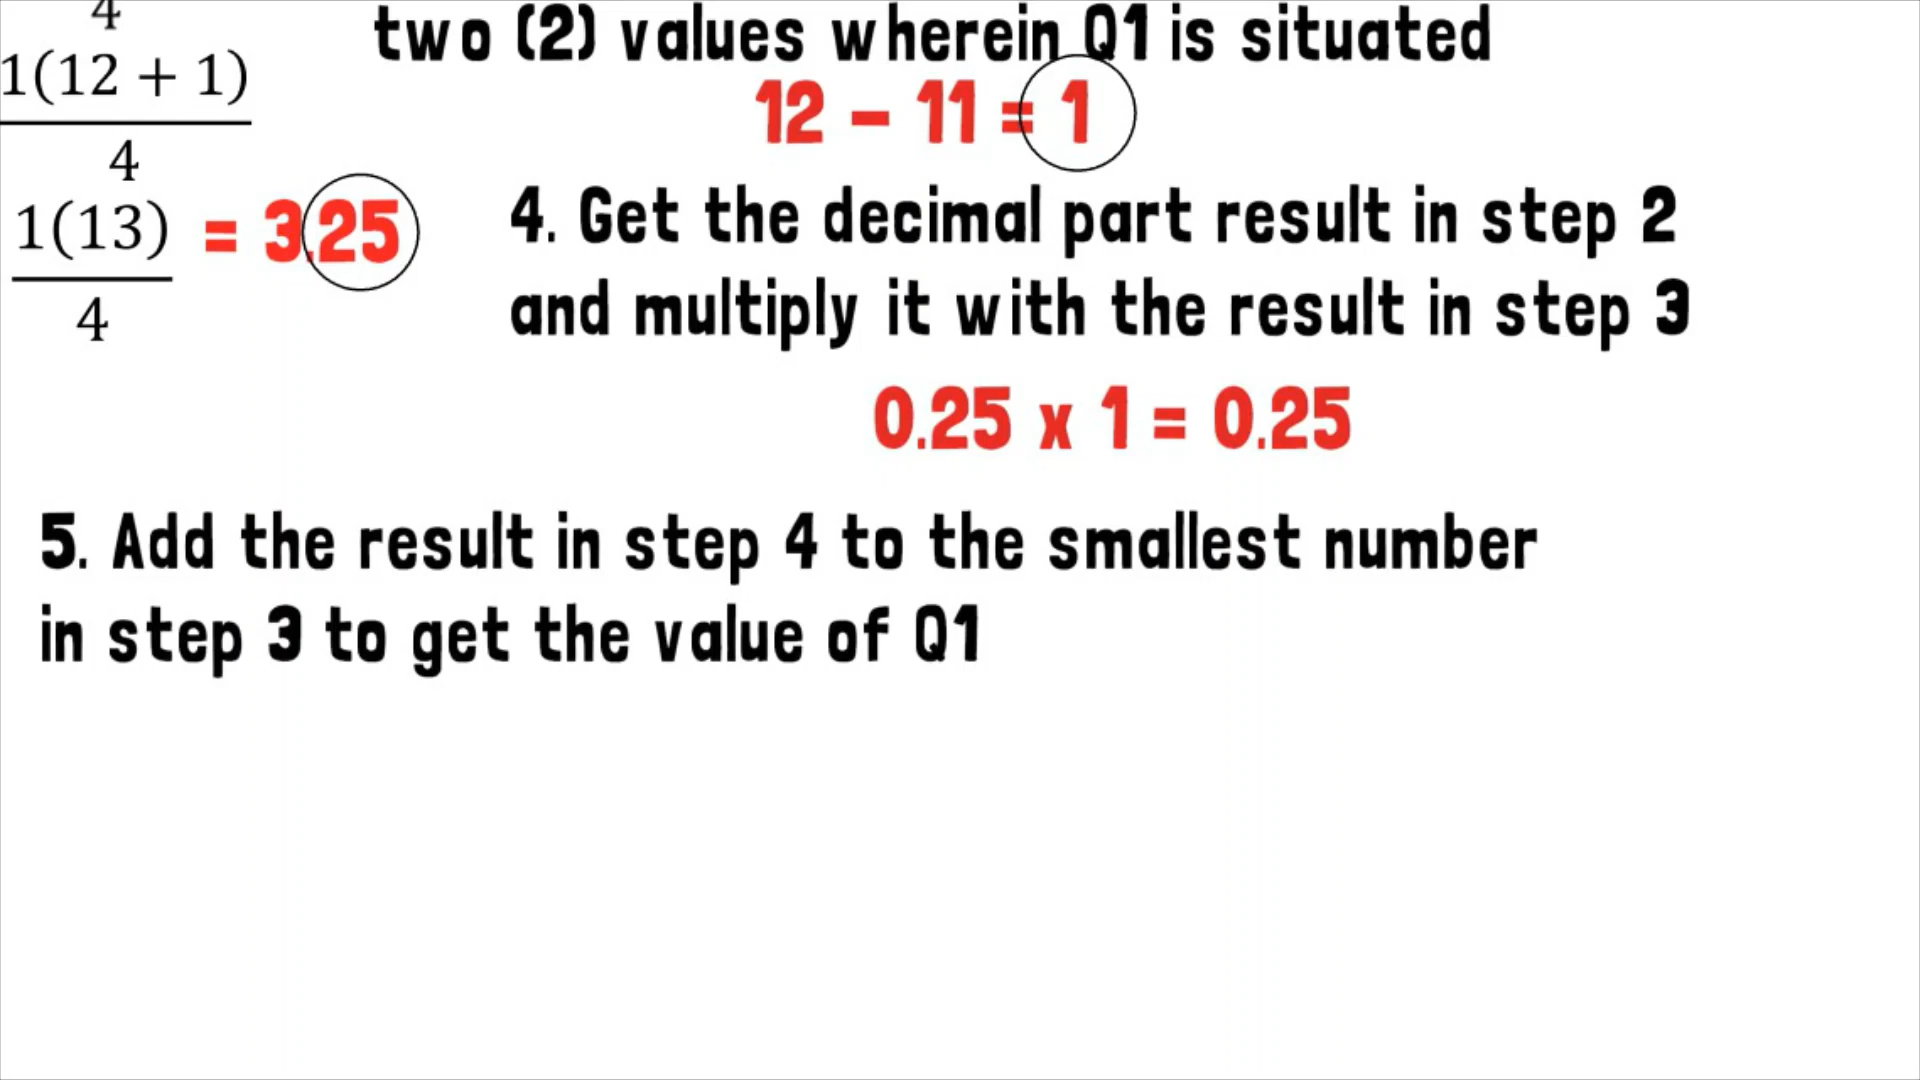 4
1(12 + 1)
4
1(13)
4
= 3.25
two (2) values wherein Q1 is situated
12 – 11 = 1
4. Get the decimal part result in step 2
and multiply it with the result in step 3
0.25 x 1 = 0.25
5. Add the result in step 4 to the smallest number
in step 3 to get the value of Q1